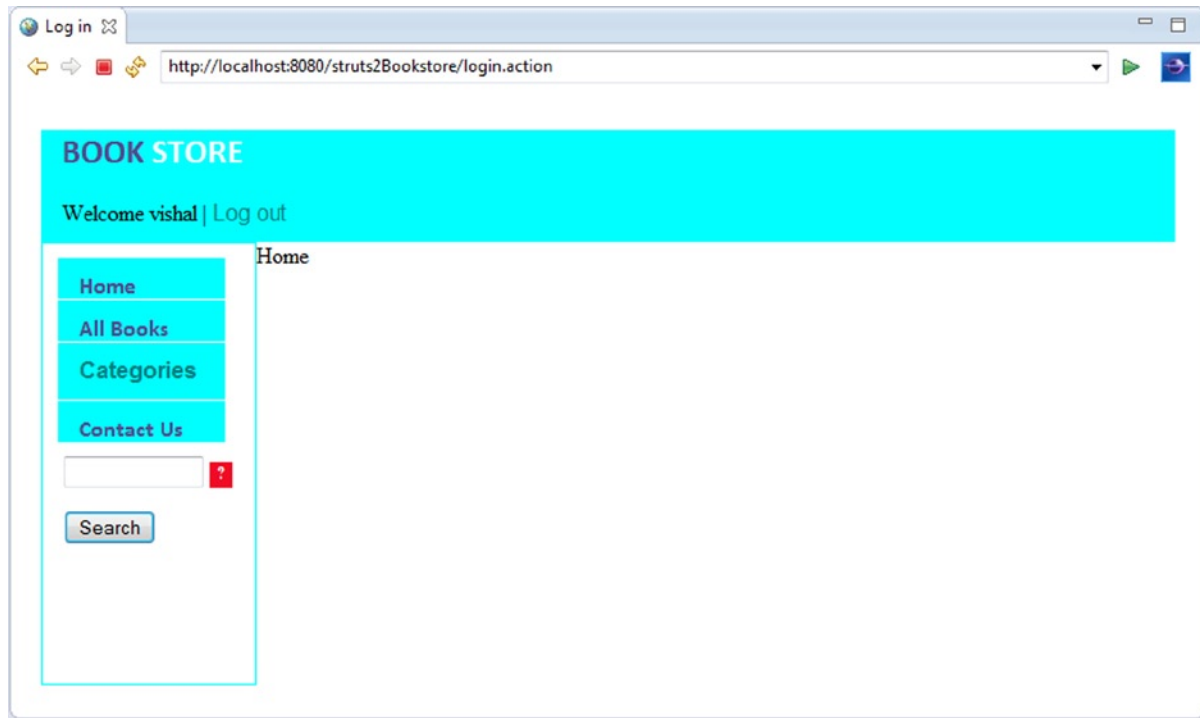 Log in
http://localhost:8080/struts2Bookstore/login.action
BOOK STORE
Welcome vishal | Log out
Home
Home
All Books
Categories
Contact Us
?
Search